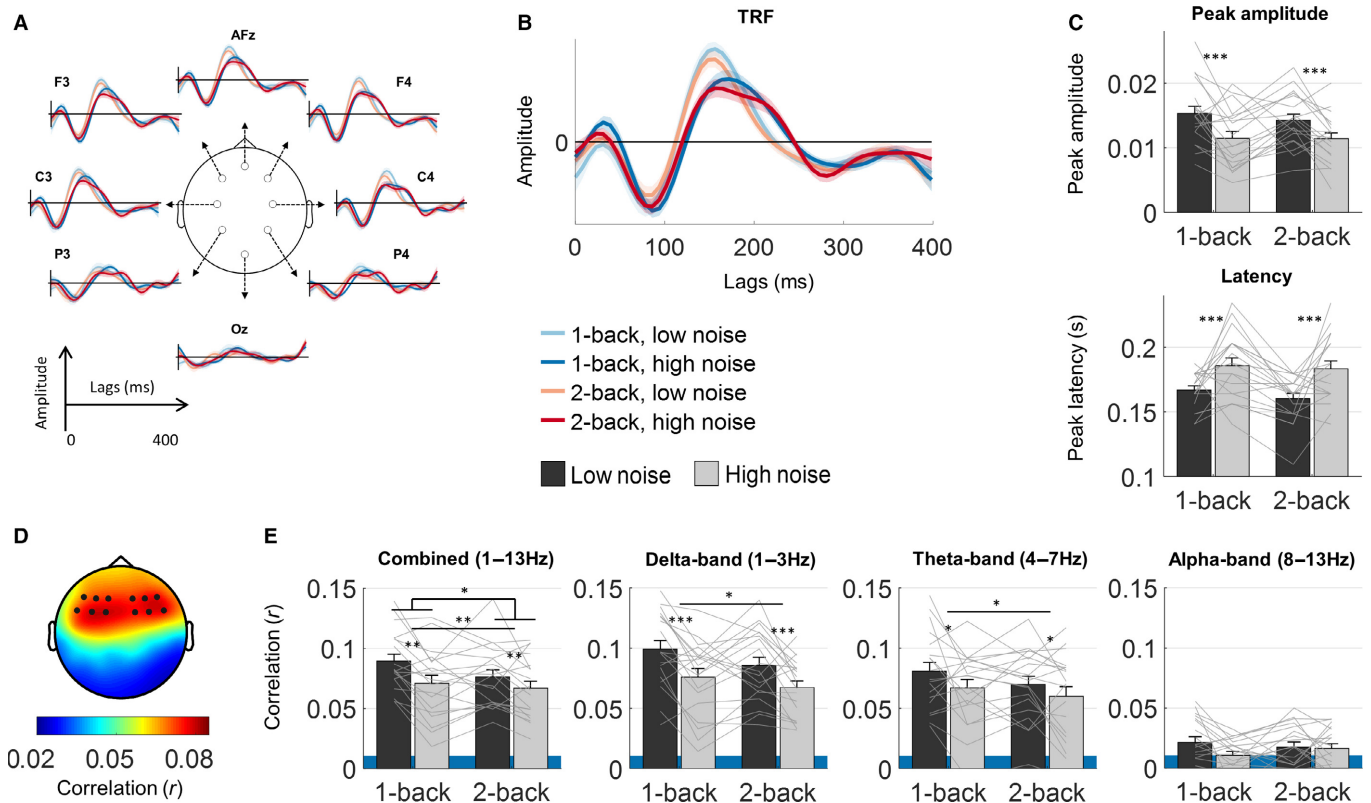 A
AFz
F3
F4
C3
C4
P3
P4
Oz
Amplitude
Lags (ms)
0
400
B
TRF
Amplitude
0
0
100
200
300
400
Lags (ms)
1-back, low noise
1-back, high noise
2-back, low noise
2-back, high noise
Low noise
High noise
C
Peak amplitude
Peak amplitude
0.02
0.01
0
***
***
1-back
2-back
Latency
Peak latency (s)
0.2
0.15
0.1
***
***
1-back
2-back
D
0.02
0.05
0.08
Correlation (r)
E
Combined (1–13Hz)
Correlation (r)
0.15
0.1
0.05
0
*
**
**
**
1-back
2-back
Delta-band (1–3Hz)
0.15
0.1
0.05
0
*
***
***
1-back
2-back
Theta-band (4–7Hz)
0.15
0.1
0.05
0
*
*
*
1-back
2-back
Alpha-band (8–13Hz)
0.15
0.1
0.05
0
1-back
2-back